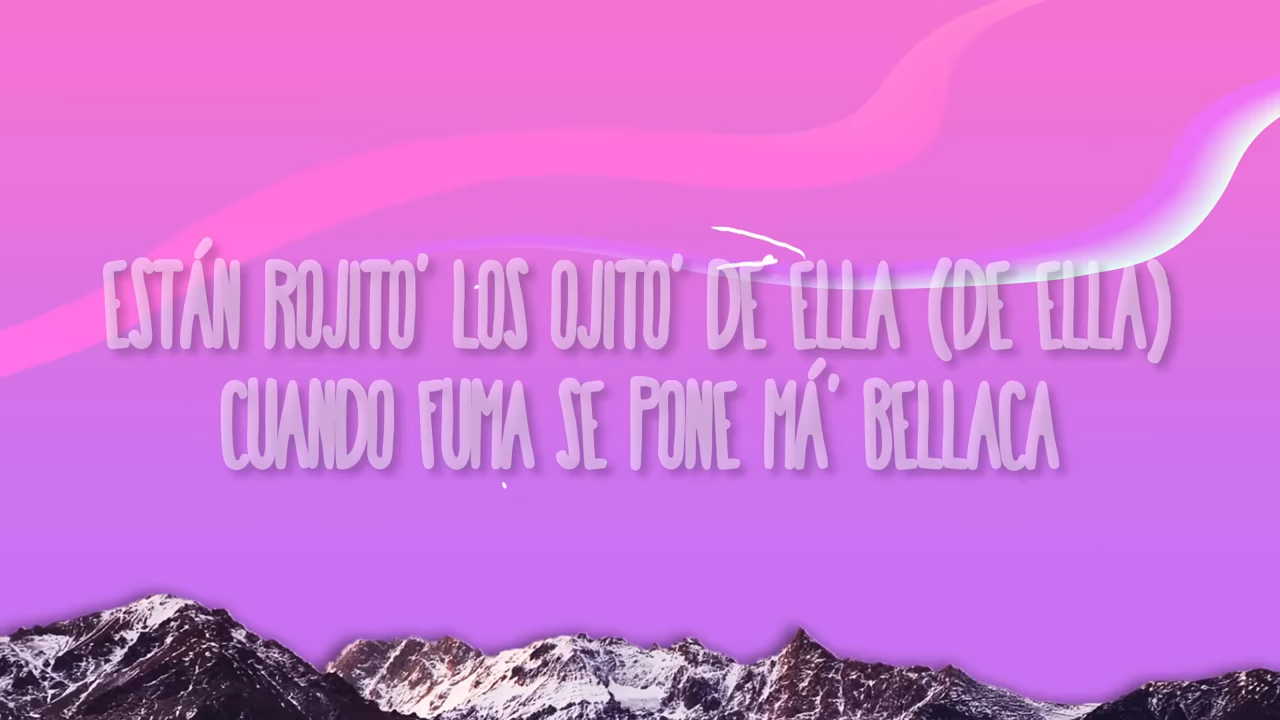 ESTÁN ROJITO' LOS OJITO' DE ELLA (DE ELLA)
CUANDO FUMA SE PONE MÁ' BELLACA